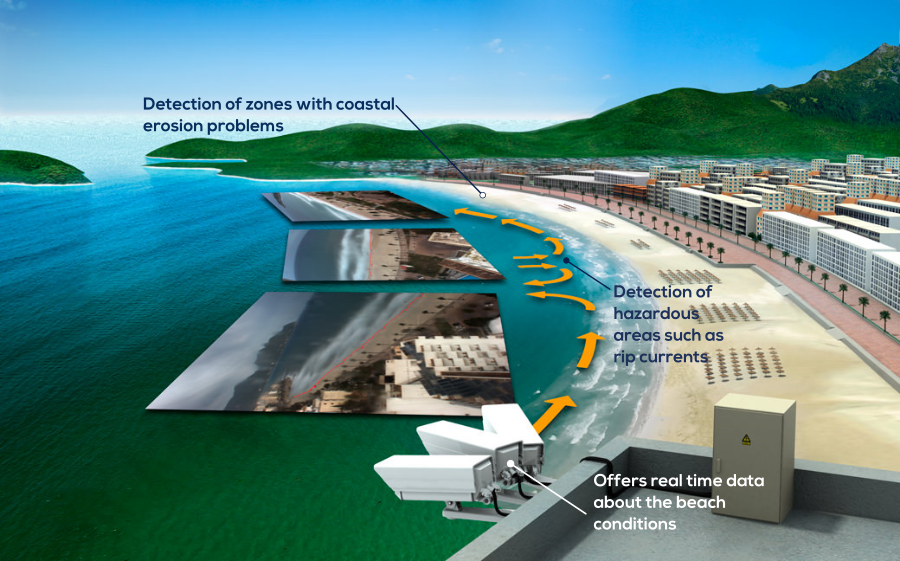 Detection of zones with coastal
erosion problems
Detection of
hazardous
areas such as
rip currents
Offers real time data
about the beach
conditions